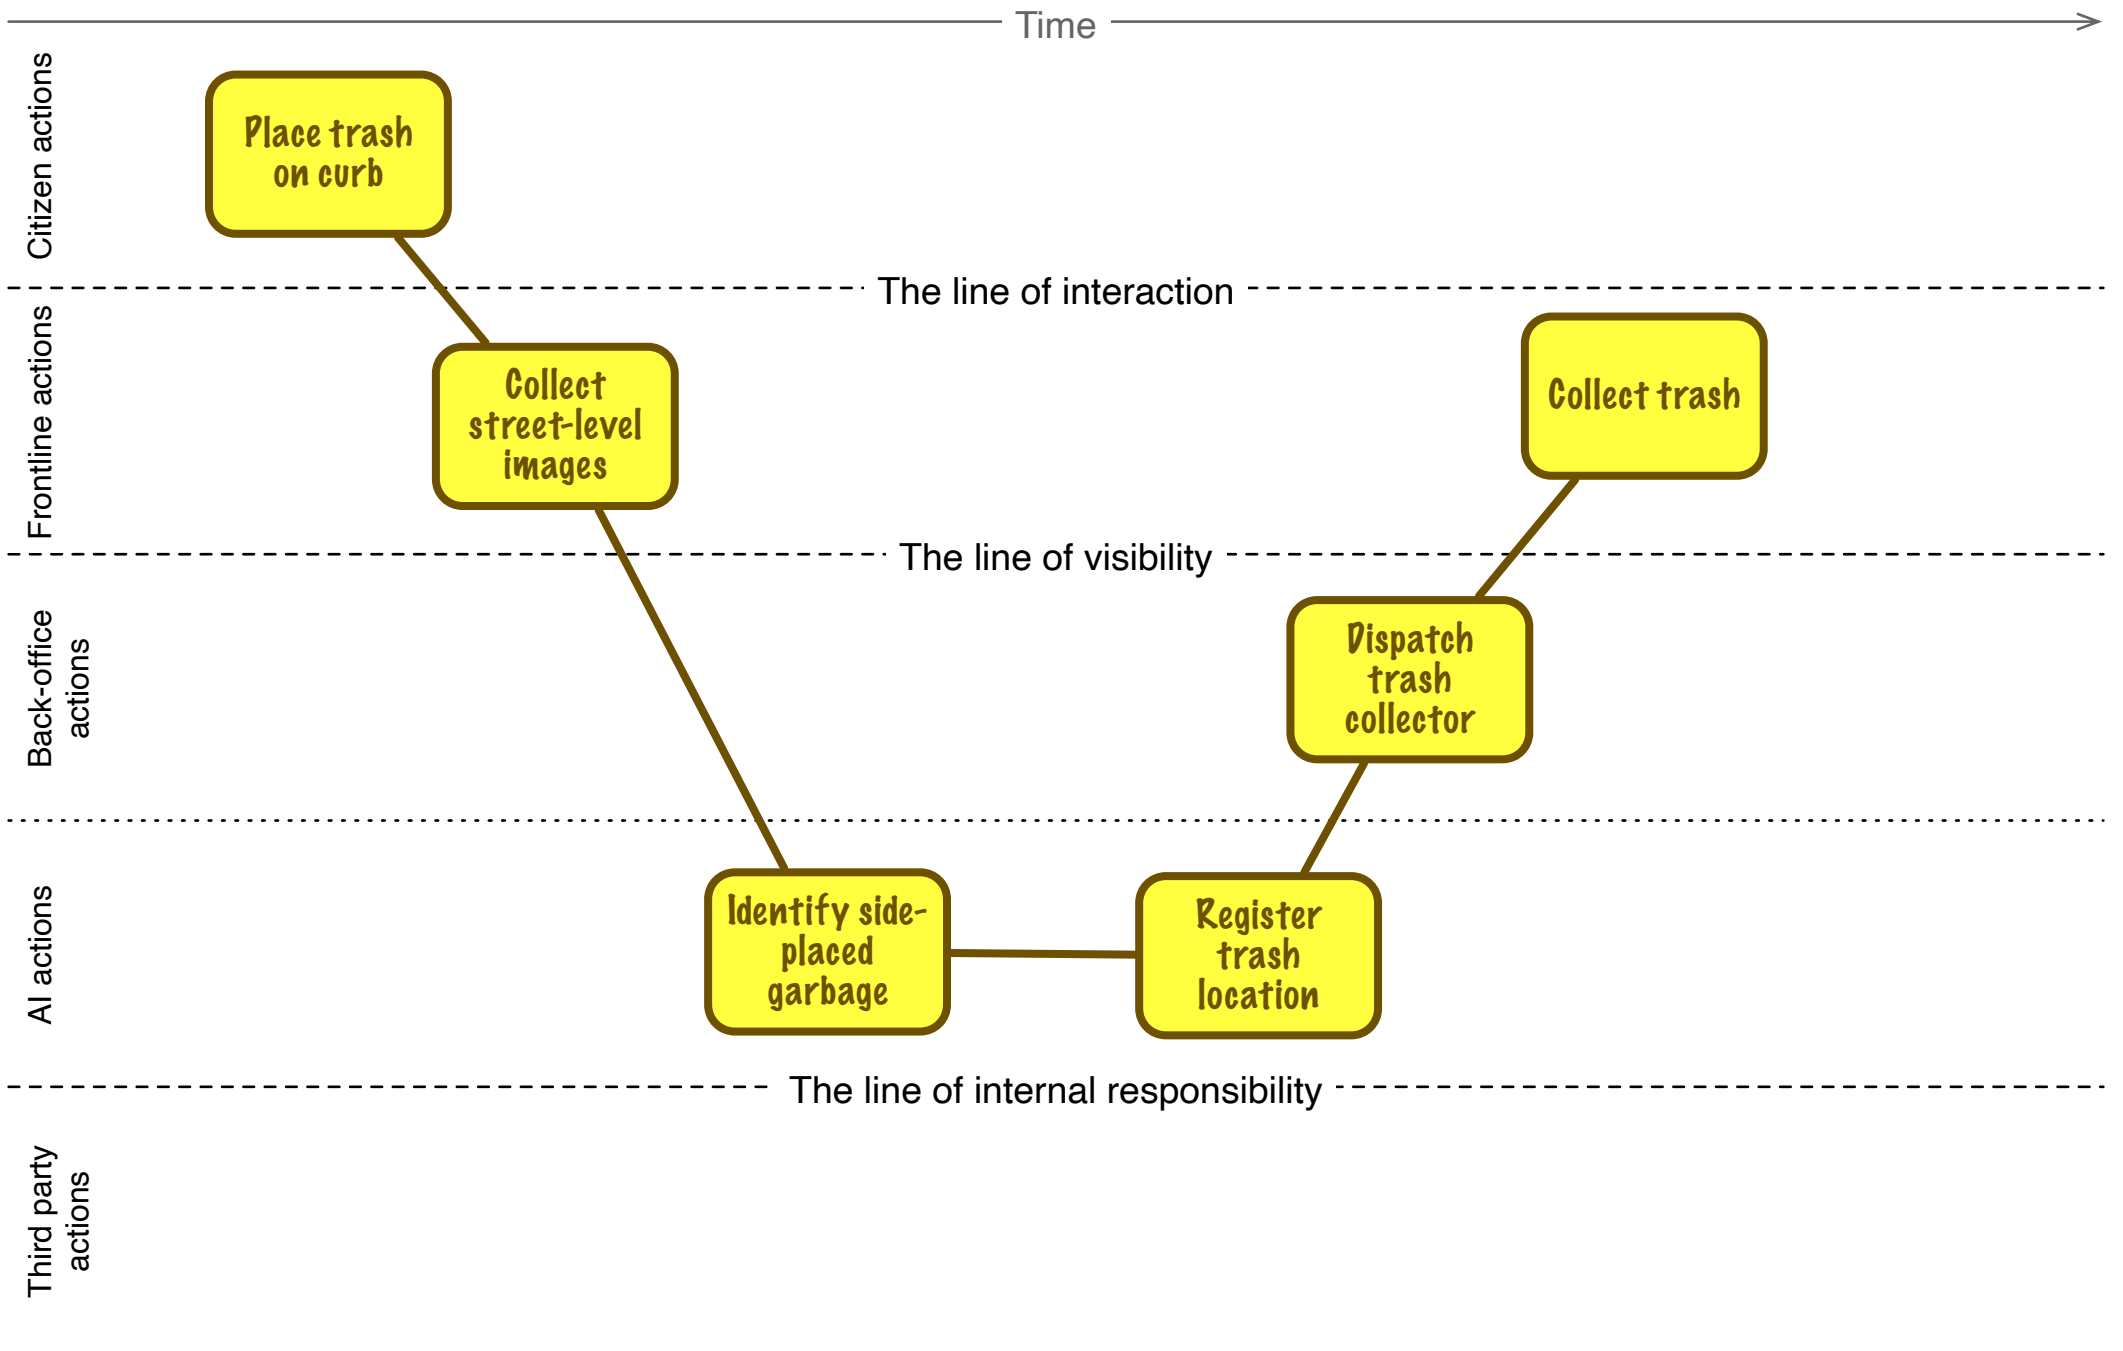 Time
Citizen actions
Place trash
on curb
The line of interaction
Frontline actions
Collect
street-level
images
Collect trash
The line of visibility
Back-office
actions
Dispatch
trash
collector
AI actions
Identify side-
placed
garbage
Register
trash
location
The line of internal responsibility
Third party
actions